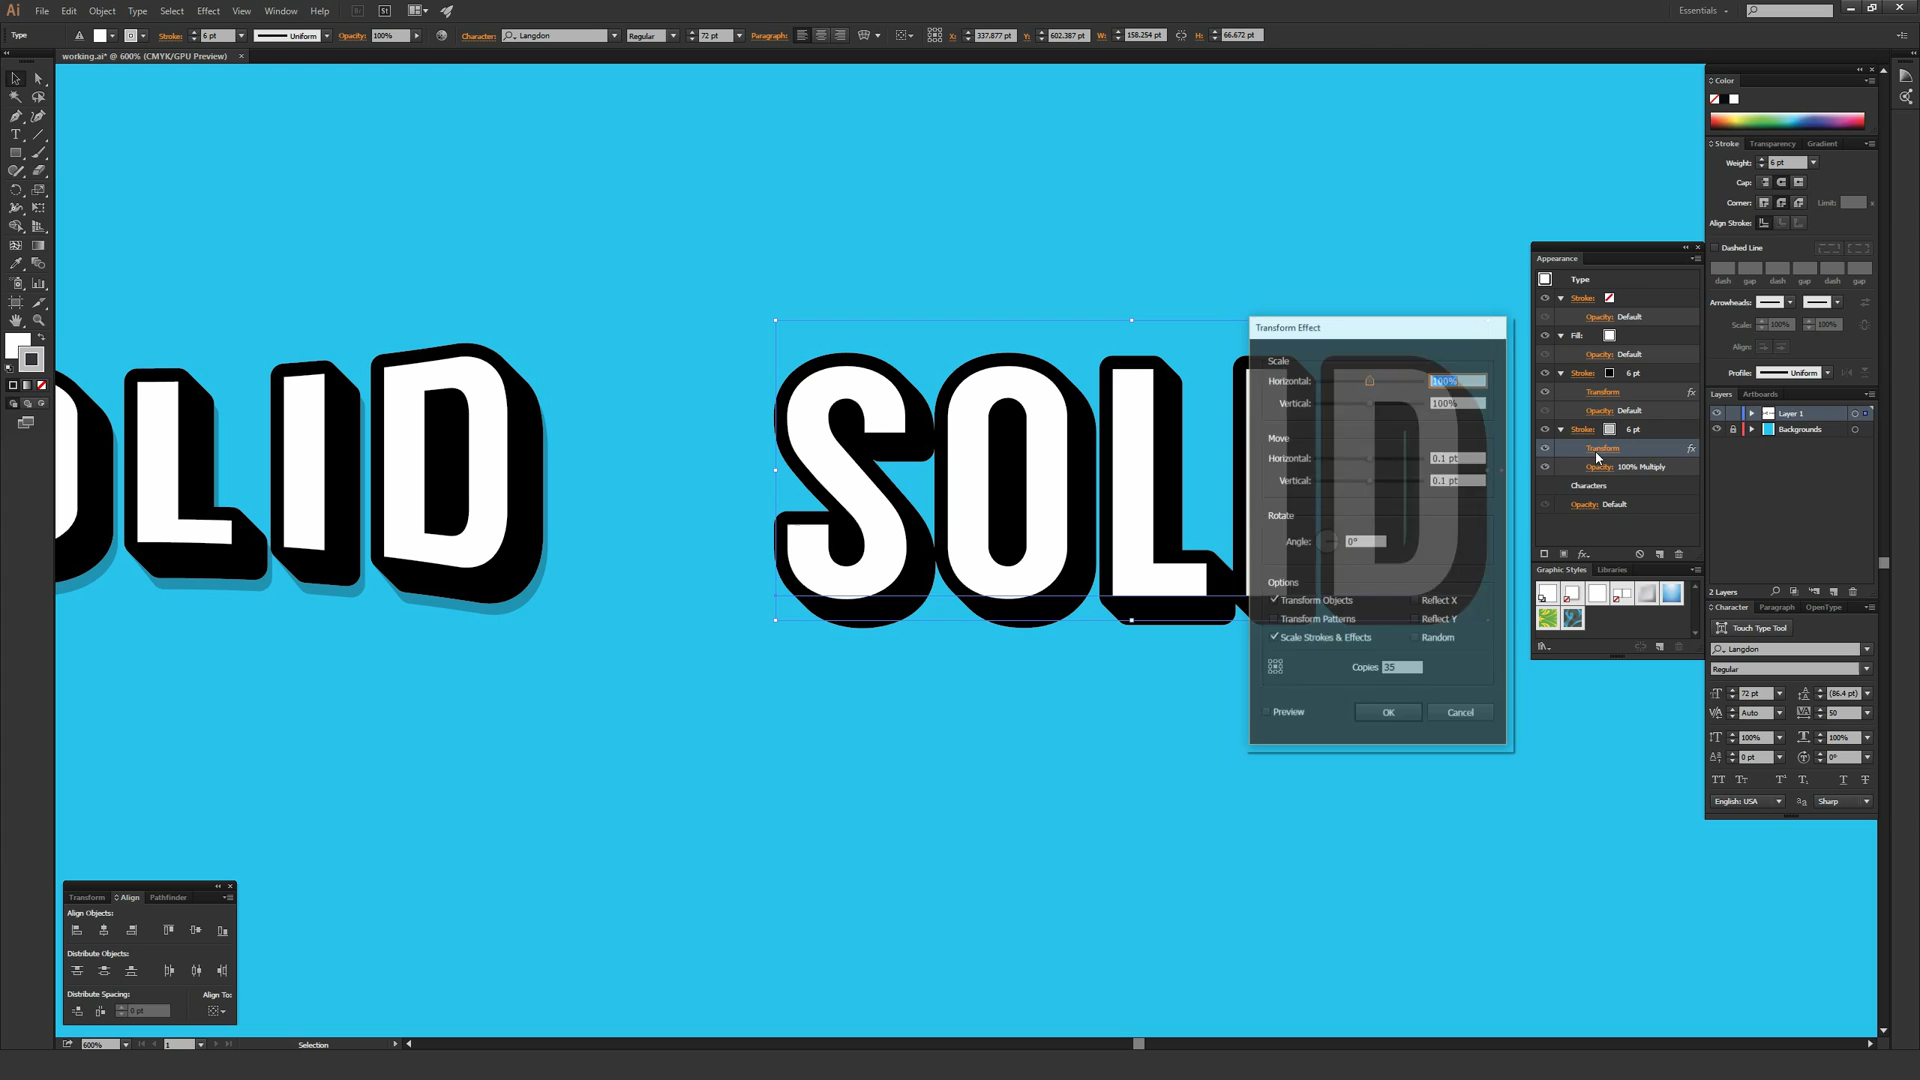 Ai File Edit Object Type Select Effect View Window Help Br St Essentials
Type Stroke: 6 pt Uniform Opacity: 100% Character: Langdon Regular 72 pt Paragraph: X: 337.877 pt Y: 602.387 pt W: 158.254 pt H: 66.672 pt
working.ai* @ 600% (CMYK/GPU Preview)
OLID
SOLID
Transform Effect
Scale
Horizontal: 100%
Vertical: 100%
Move
Horizontal: 0.1 pt
Vertical: 0.1 pt
Rotate
Angle: 0°
Options
Transform Objects Reflect X
Transform Patterns Reflect Y
Scale Strokes & Effects Random
Copies 35
Preview OK Cancel
Appearance
Type
Stroke:
Opacity: Default
Fill:
Opacity: Default
Stroke: 6 pt
Transform fx
Opacity: Default
Stroke: 6 pt
Transform fx
Opacity: 100% Multiply
Characters
Opacity: Default
fx
Graphic Styles Libraries
Color
Stroke Transparency Gradient
Weight: 6 pt
Cap:
Corner: Limit: x
Align Stroke:
Dashed Line
dash gap dash gap dash gap
Arrowheads:
Scale: 100% 100%
Align:
Profile: Uniform
Layers Artboards
Layer 1
Backgrounds
2 Layers
Character Paragraph OpenType
Touch Type Tool
Langdon
Regular
72 pt (86.4 pt)
Auto 50
100% 100%
0 pt 0°
English: USA Sharp
Transform Align Pathfinder
Align Objects:
Distribute Objects:
Distribute Spacing: Align To:
0 pt
600% 1 Selection